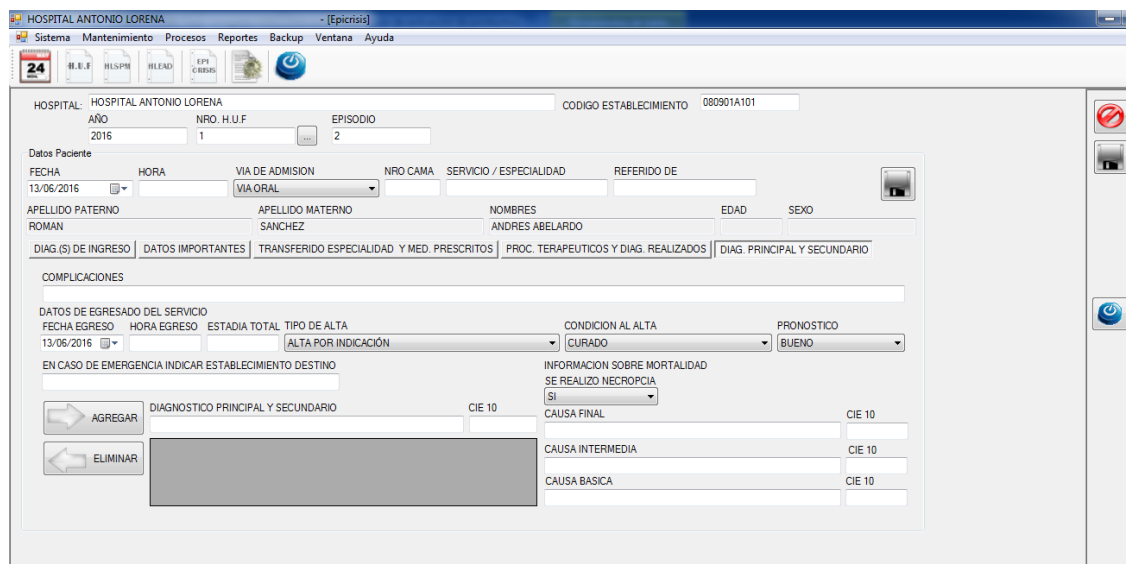 HOSPITAL ANTONIO LORENA - [Epicrisis]
Sistema Mantenimiento Procesos Reportes Backup Ventana Ayuda
24 H.U.F HLSPM HLEAD EPI CRISIS
HOSPITAL: HOSPITAL ANTONIO LORENA CODIGO ESTABLECIMIENTO 080901A101
AÑO NRO. H.U.F EPISODIO
2016 1 ... 2
Datos Paciente
FECHA HORA VIA DE ADMISION NRO CAMA SERVICIO / ESPECIALIDAD REFERIDO DE
13/06/2016 VIA ORAL
APELLIDO PATERNO APELLIDO MATERNO NOMBRES EDAD SEXO
ROMAN SANCHEZ ANDRES ABELARDO
DIAG.(S) DE INGRESO DATOS IMPORTANTES TRANSFERIDO ESPECIALIDAD Y MED. PRESCRITOS PROC. TERAPEUTICOS Y DIAG. REALIZADOS DIAG. PRINCIPAL Y SECUNDARIO
COMPLICACIONES
DATOS DE EGRESADO DEL SERVICIO
FECHA EGRESO HORA EGRESO ESTADIA TOTAL TIPO DE ALTA CONDICION AL ALTA PRONOSTICO
13/06/2016 ALTA POR INDICACIÓN CURADO BUENO
EN CASO DE EMERGENCIA INDICAR ESTABLECIMIENTO DESTINO INFORMACION SOBRE MORTALIDAD
SE REALIZO NECROPCIA
SI
DIAGNOSTICO PRINCIPAL Y SECUNDARIO CIE 10 CAUSA FINAL CIE 10
AGREGAR
CAUSA INTERMEDIA CIE 10
ELIMINAR
CAUSA BASICA CIE 10